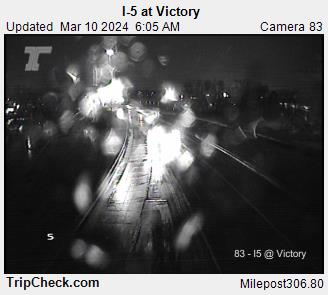 I-5 at Victory
Updated Mar 10 2024 6:05 AM Camera 83
T
S
83 - I5 @ Victory
TripCheck.com Milepost306.80